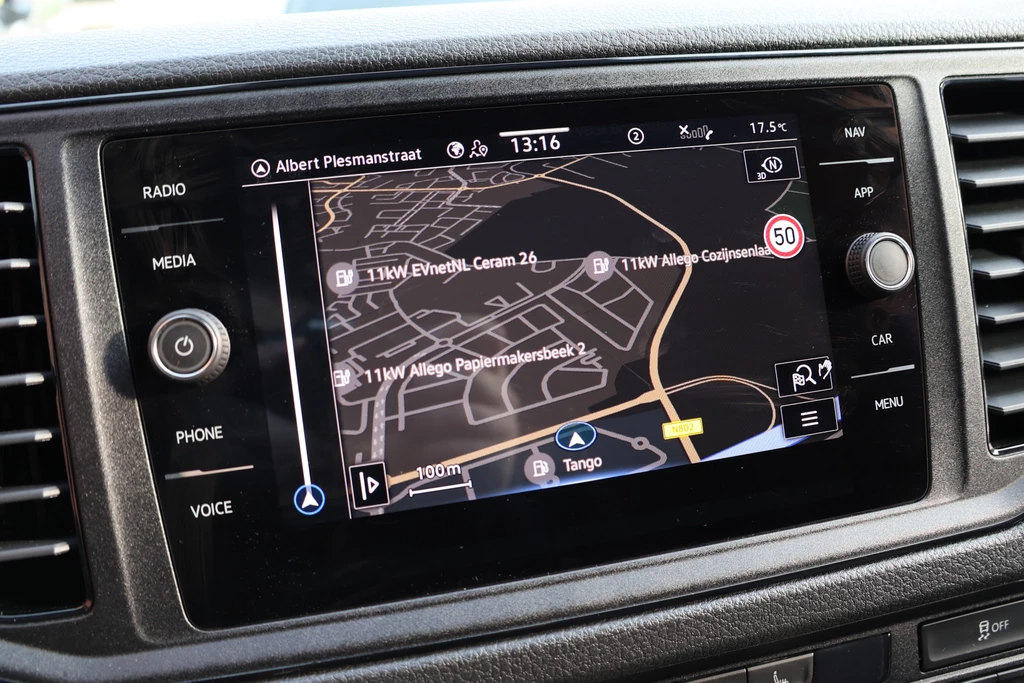 RADIO
MEDIA
PHONE
VOICE
Albert Plesmanstraat
13:16
2
17.5°C
N
3D
50
11kW EVnetNL Ceram 26
11kW Allego Cozijnsenlaa
11kW Allego Papiermakersbeek 2
N802
100m
Tango
NAV
APP
CAR
MENU
OFF